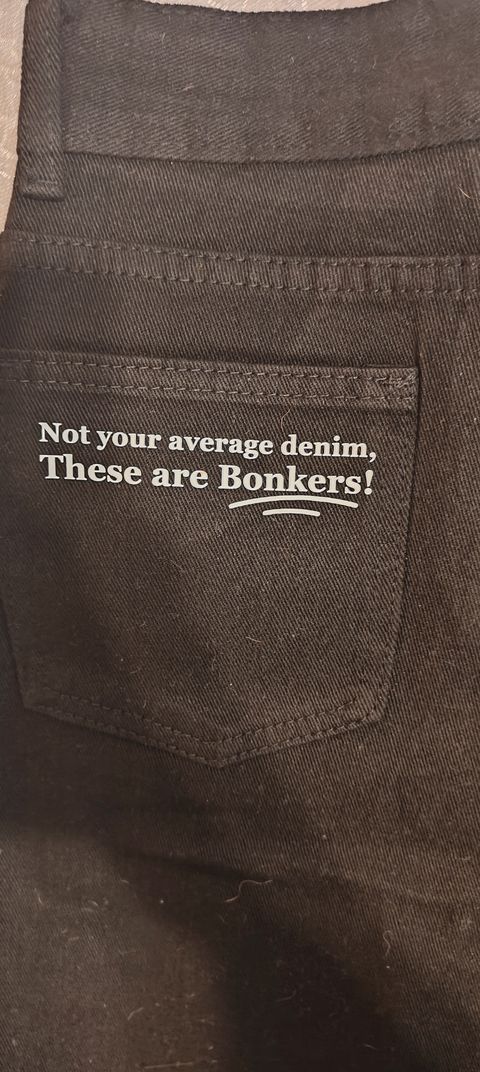 Not your average denim,
These are Bonkers!